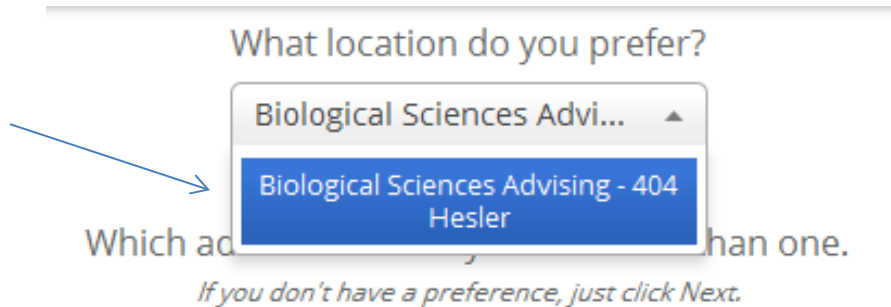 What location do you prefer?
Biological Sciences Advi...
Biological Sciences Advising - 404
Hesler
Which ad han one.
If you don't have a preference, just click Next.